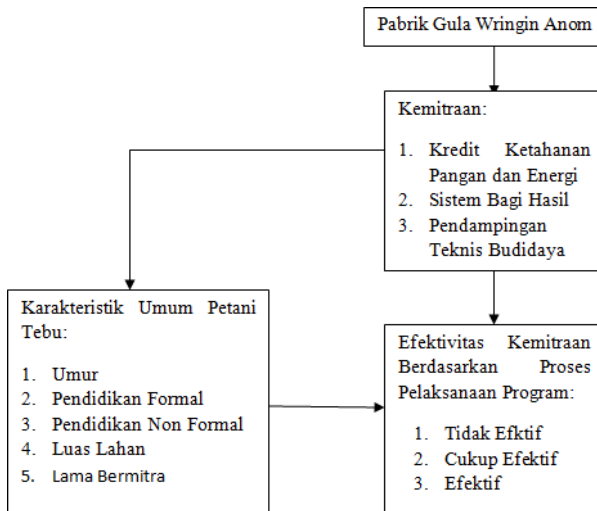 Pabrik Gula Wringin Anom
Kemitraan:
1. Kredit Ketahanan
Pangan dan Energi
2. Sistem Bagi Hasil
3. Pendampingan
Teknis Budidaya
Karakteristik Umum Petani
Tebu:
1. Umur
2. Pendidikan Formal
3. Pendidikan Non Formal
4. Luas Lahan
5. Lama Bermitra
Efektivitas Kemitraan
Berdasarkan Proses
Pelaksanaan Program:
1. Tidak Efktif
2. Cukup Efektif
3. Efektif